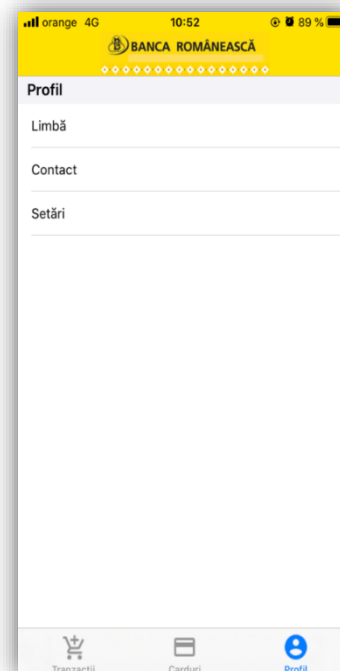 orange 4G 10:52 89 %
BANCA ROMÂNEASCĂ
Profil
Limbă
Contact
Setări
Tranzacții Carduri Profil